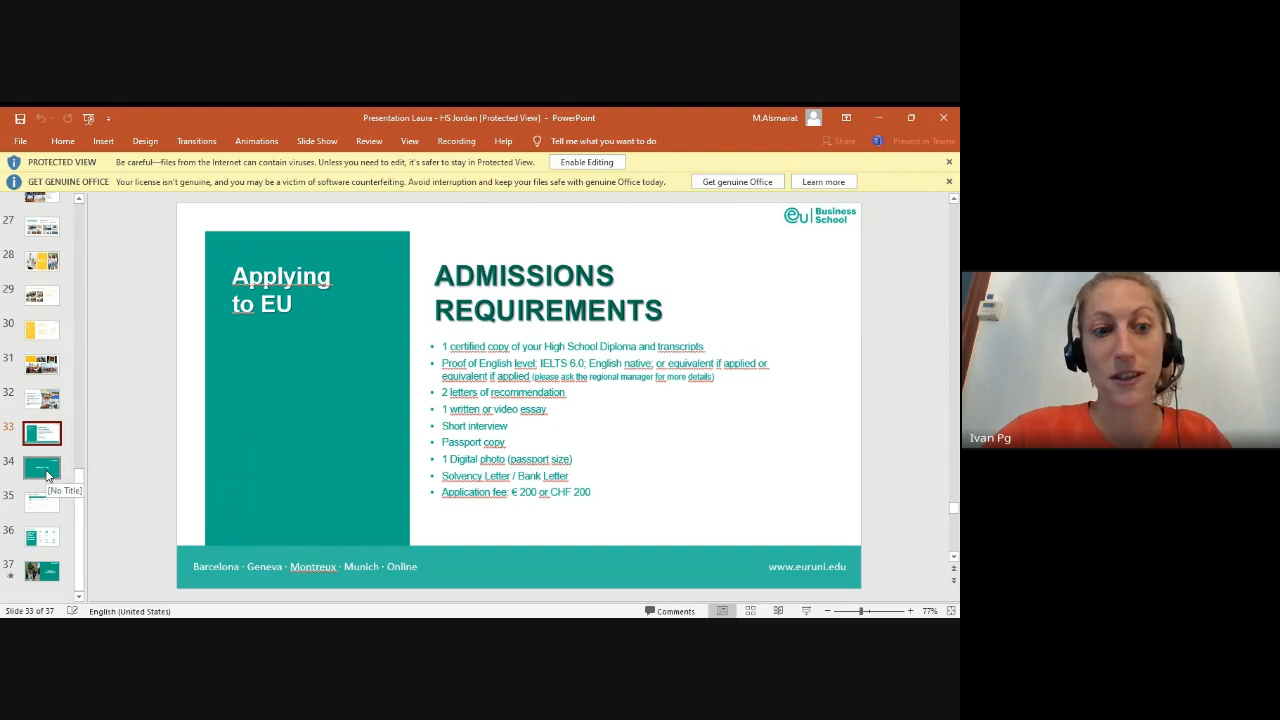 Presentation Laura - HS Jordan [Protected View] - PowerPoint
M.Alsmairat
File Home Insert Design Transitions Animations Slide Show Review View Recording Help Tell me what you want to do
Share Present in Teams
PROTECTED VIEW Be careful—files from the Internet can contain viruses. Unless you need to edit, it's safer to stay in Protected View. Enable Editing
GET GENUINE OFFICE Your license isn't genuine, and you may be a victim of software counterfeiting. Avoid interruption and keep your files safe with genuine Office today. Get genuine Office Learn more
27
28
29
30
31
32
33
34
[No Title]
35
36
37
eu Business
School
Applying
to EU
ADMISSIONS
REQUIREMENTS
• 1 certified copy of your High School Diploma and transcripts
• Proof of English level; IELTS 6.0; English native; or equivalent if applied or
equivalent if applied (please ask the regional manager for more details)
• 2 letters of recommendation
• 1 written or video essay
• Short interview
• Passport copy
• 1 Digital photo (passport size)
• Solvency Letter / Bank Letter
• Application fee: € 200 or CHF 200
Barcelona · Geneva · Montreux · Munich · Online
www.euruni.edu
Slide 33 of 37 English (United States) Comments 77%
Ivan Pg